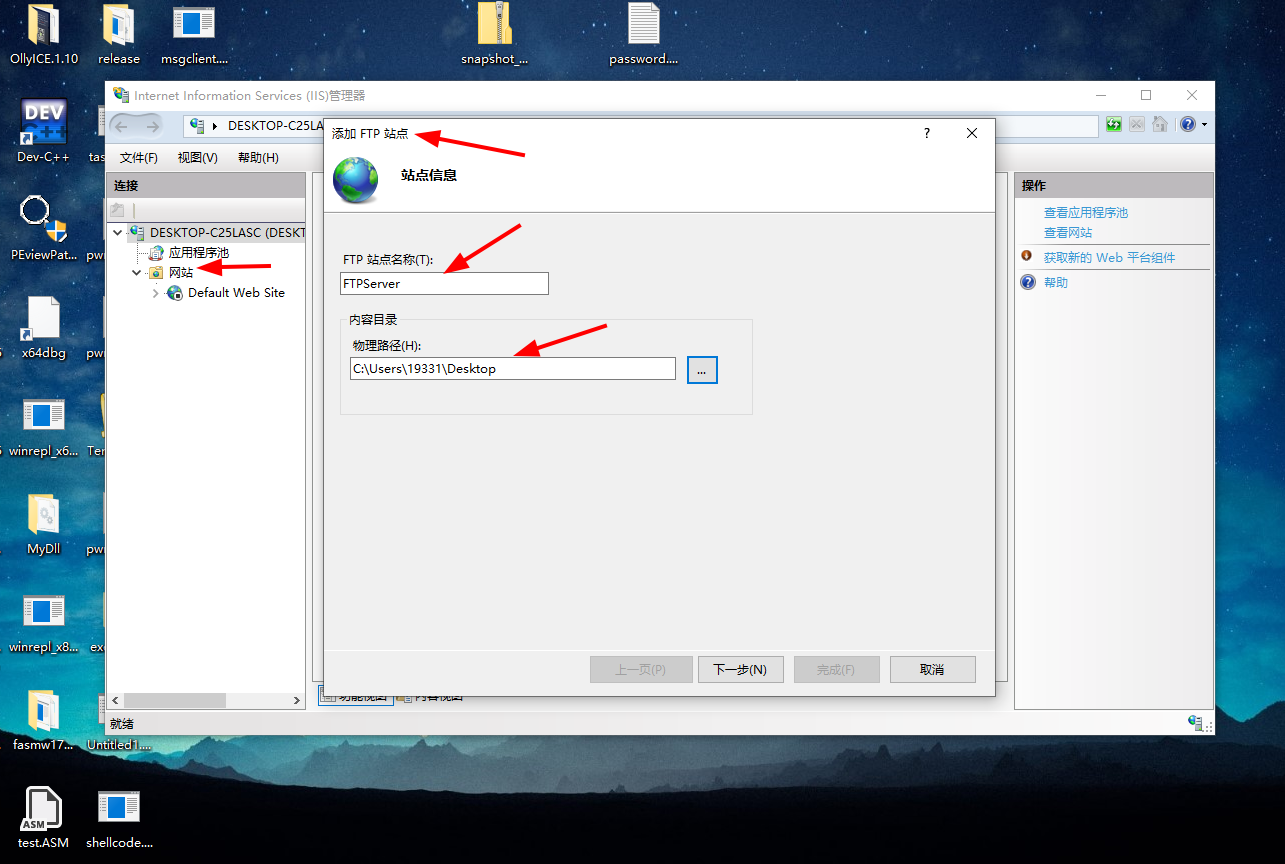 OllyICE.1.10
release
msgclient....
snapshot_...
password....
DEV
C++
Dev-C++
PEviewPat...
x64dbg
winrepl_x6...
MyDll
winrepl_x8...
fasmw17...
Untitled1....
ASM
test.ASM
shellcode....
Internet Information Services (IIS)管理器
DESKTOP-C25LA
文件(F)
视图(V)
帮助(H)
连接
DESKTOP-C25LASC (DESKT
应用程序池
网站
Default Web Site
就绪
添加 FTP 站点
?
站点信息
FTP 站点名称(T):
FTPServer
内容目录
物理路径(H):
C:\Users\19331\Desktop
...
上一页(P)
下一步(N)
完成(F)
取消
功能视图
内容视图
操作
查看应用程序池
查看网站
获取新的 Web 平台组件
帮助